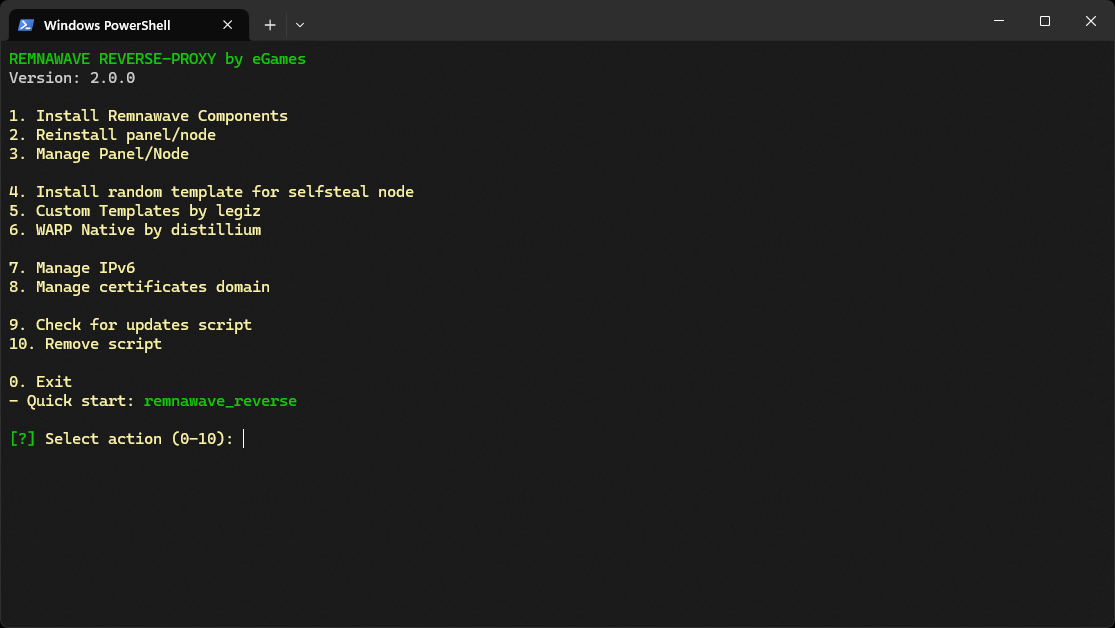 Windows PowerShell
REMNAWAVE REVERSE-PROXY by eGames
Version: 2.0.0
1. Install Remnawave Components
2. Reinstall panel/node
3. Manage Panel/Node
4. Install random template for selfsteal node
5. Custom Templates by legiz
6. WARP Native by distillium
7. Manage IPv6
8. Manage certificates domain
9. Check for updates script
10. Remove script
0. Exit
- Quick start: remnawave_reverse
[?] Select action (0-10):